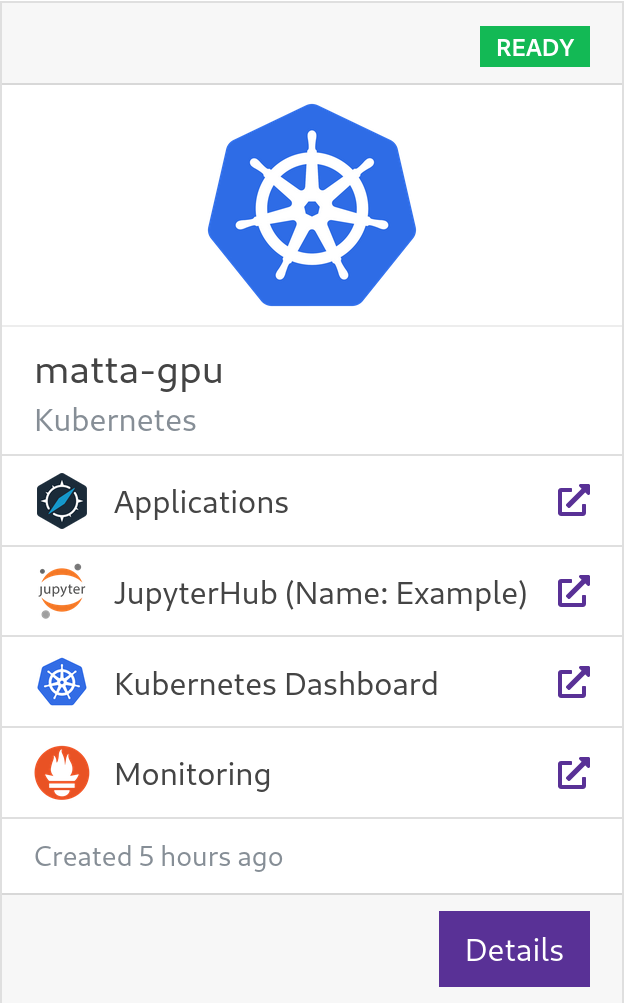 READY
matta-gpu
Kubernetes
Applications
jupyter
JupyterHub (Name: Example)
Kubernetes Dashboard
Monitoring
Created 5 hours ago
Details